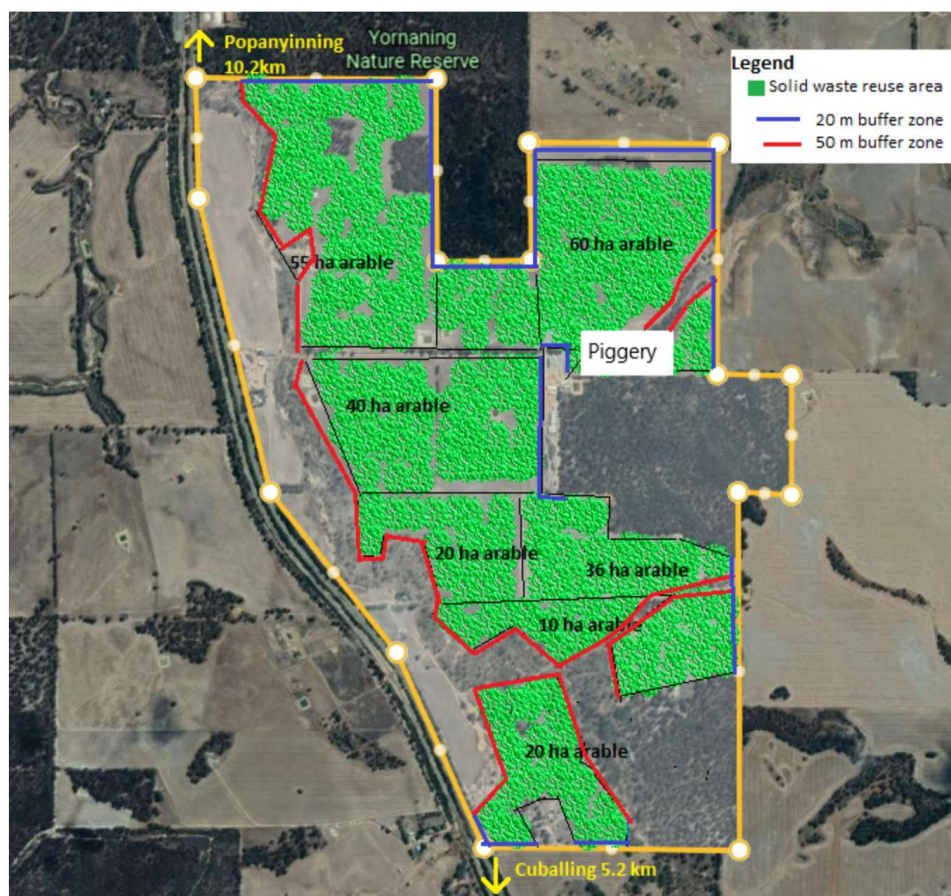 Popanyinning
10.2km
Yornaning
Nature Reserve
Legend
Solid waste reuse area
20 m buffer zone
50 m buffer zone
60 ha arable
55 ha arable
Piggery
40 ha arable
20 ha arable
36 ha arable
10 ha arable
20 ha arable
Cuballing 5.2 km